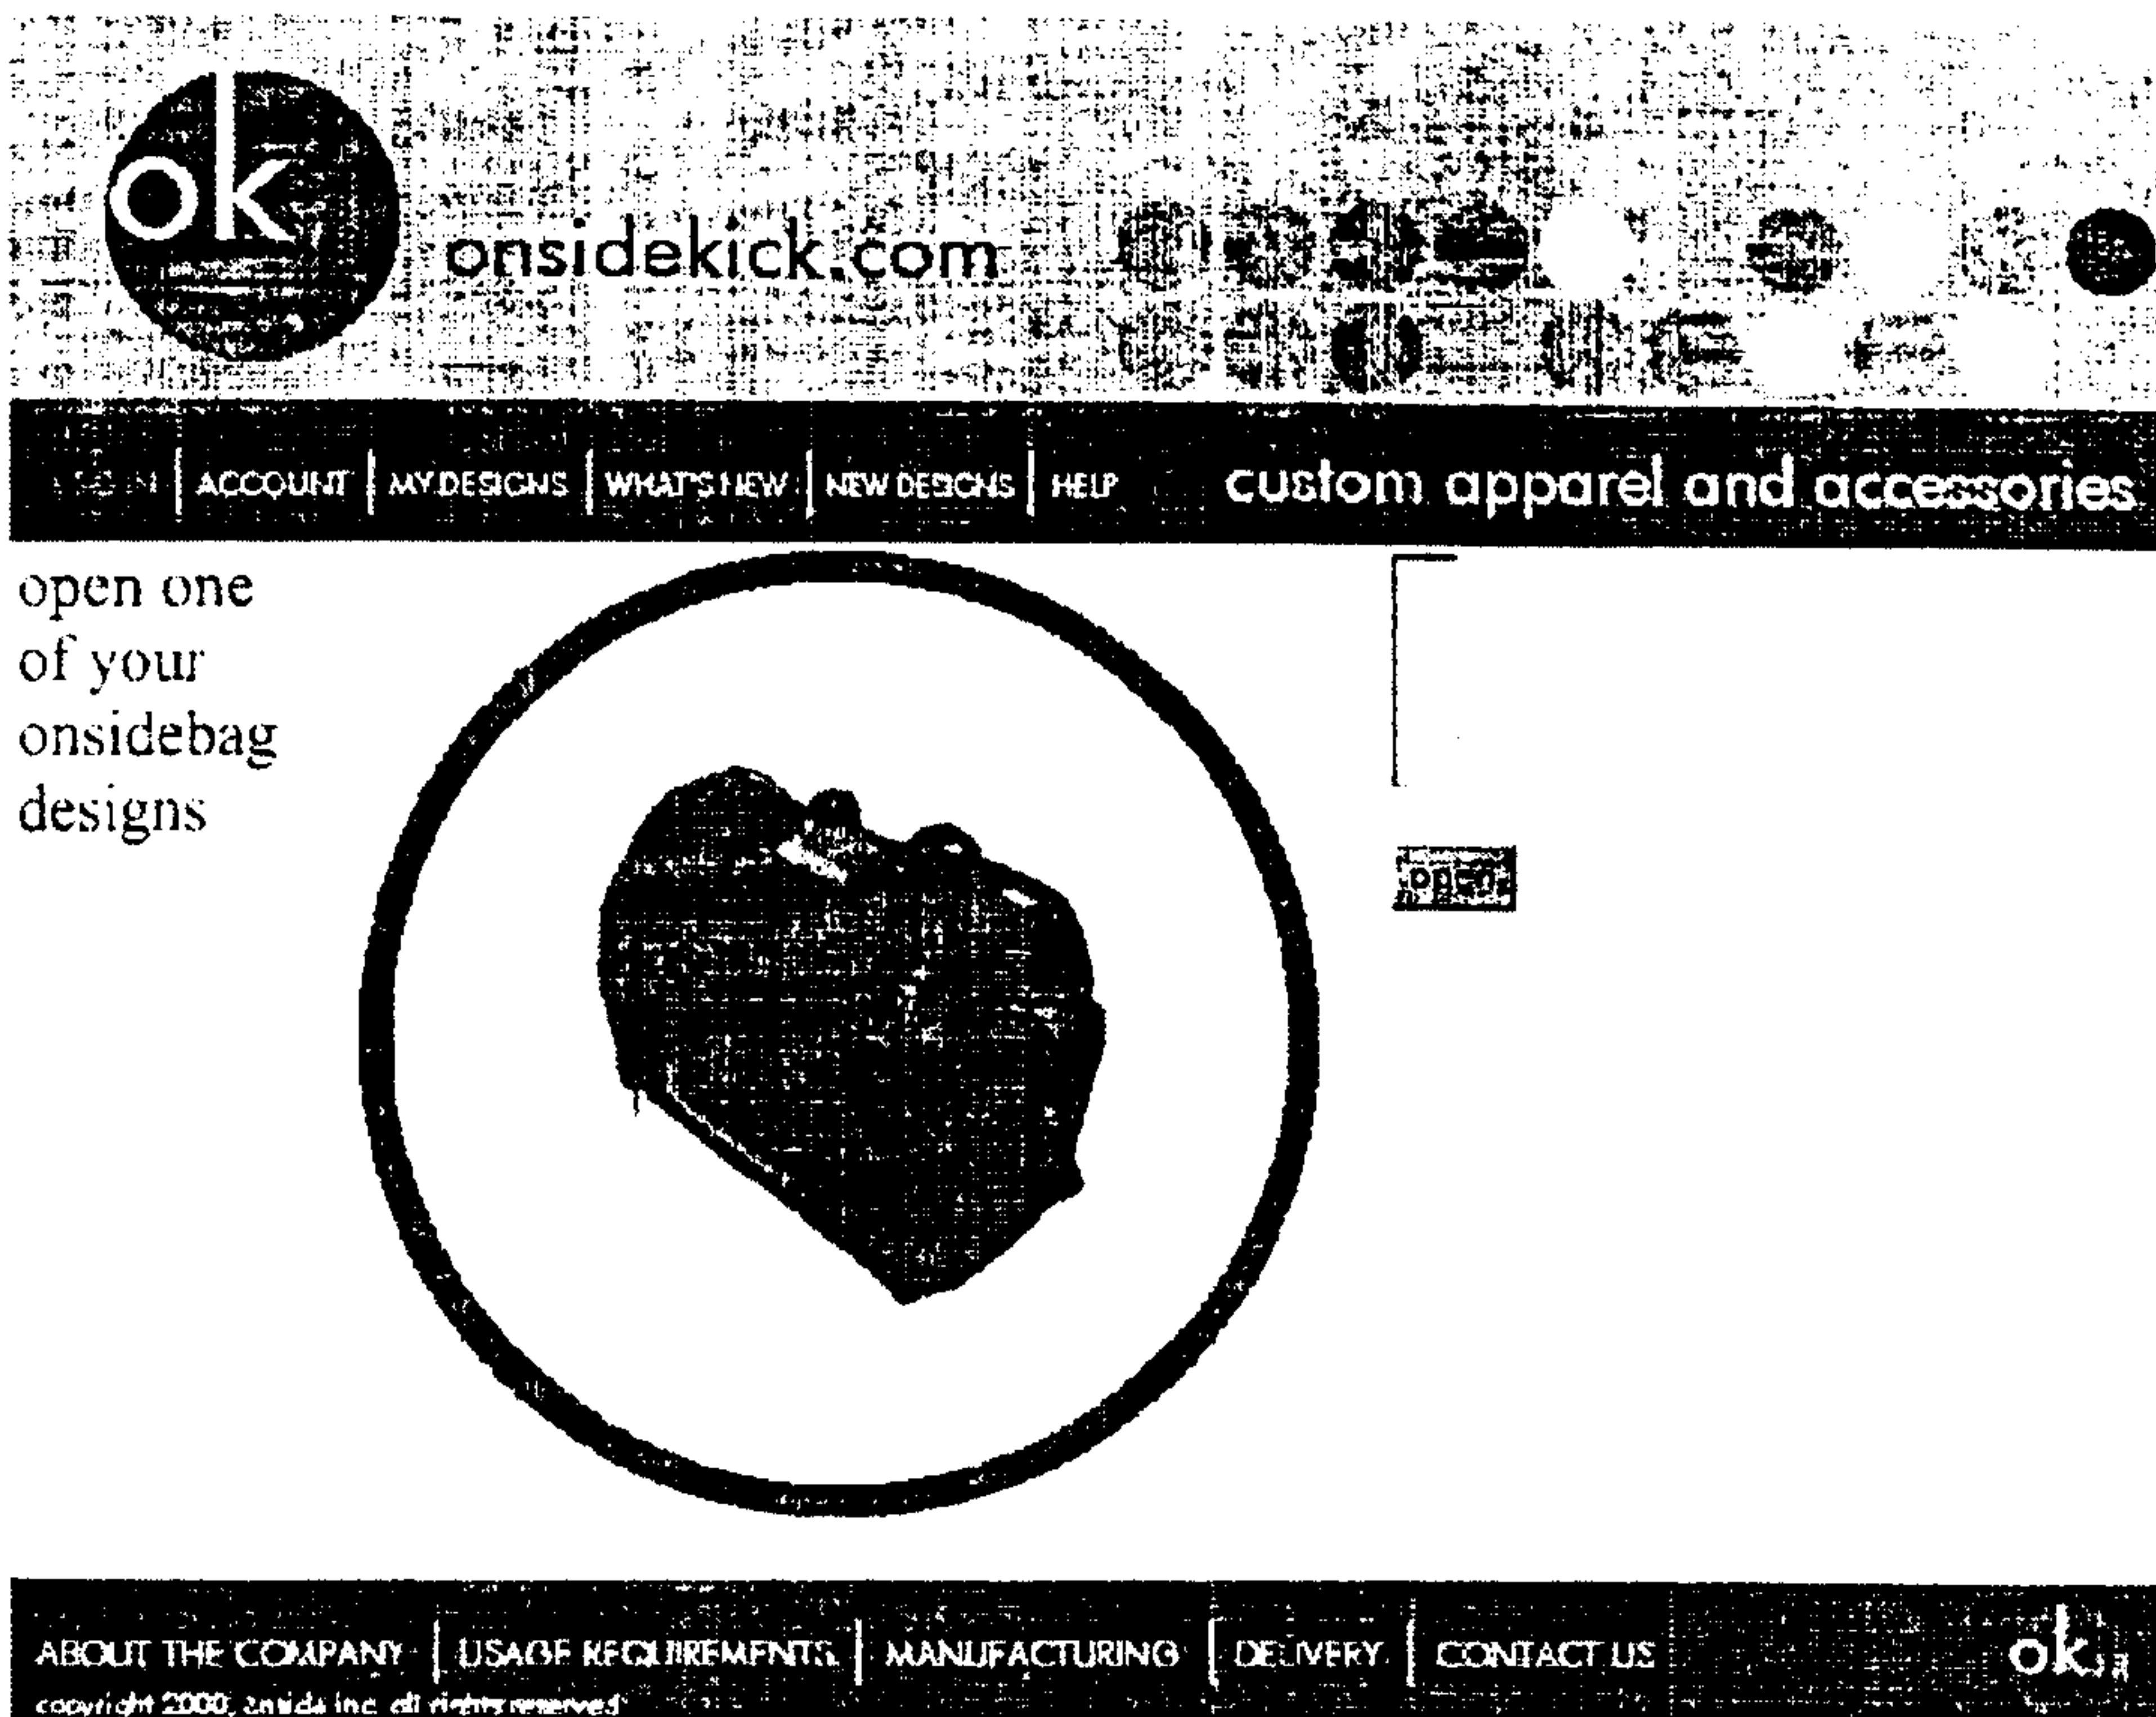 ok
onsidekick.com
ACCOUNT | MY DESIGNS | WHAT'S NEW | NEW DESIGNS | HELP
custom apparel and accessories
open one
of your
onsidebag
designs
open
ABOUT THE COMPANY | USAGE REQUIREMENTS | MANUFACTURING | DELIVERY | CONTACT US
ok
copyright 2000, onside inc. all rights reserved